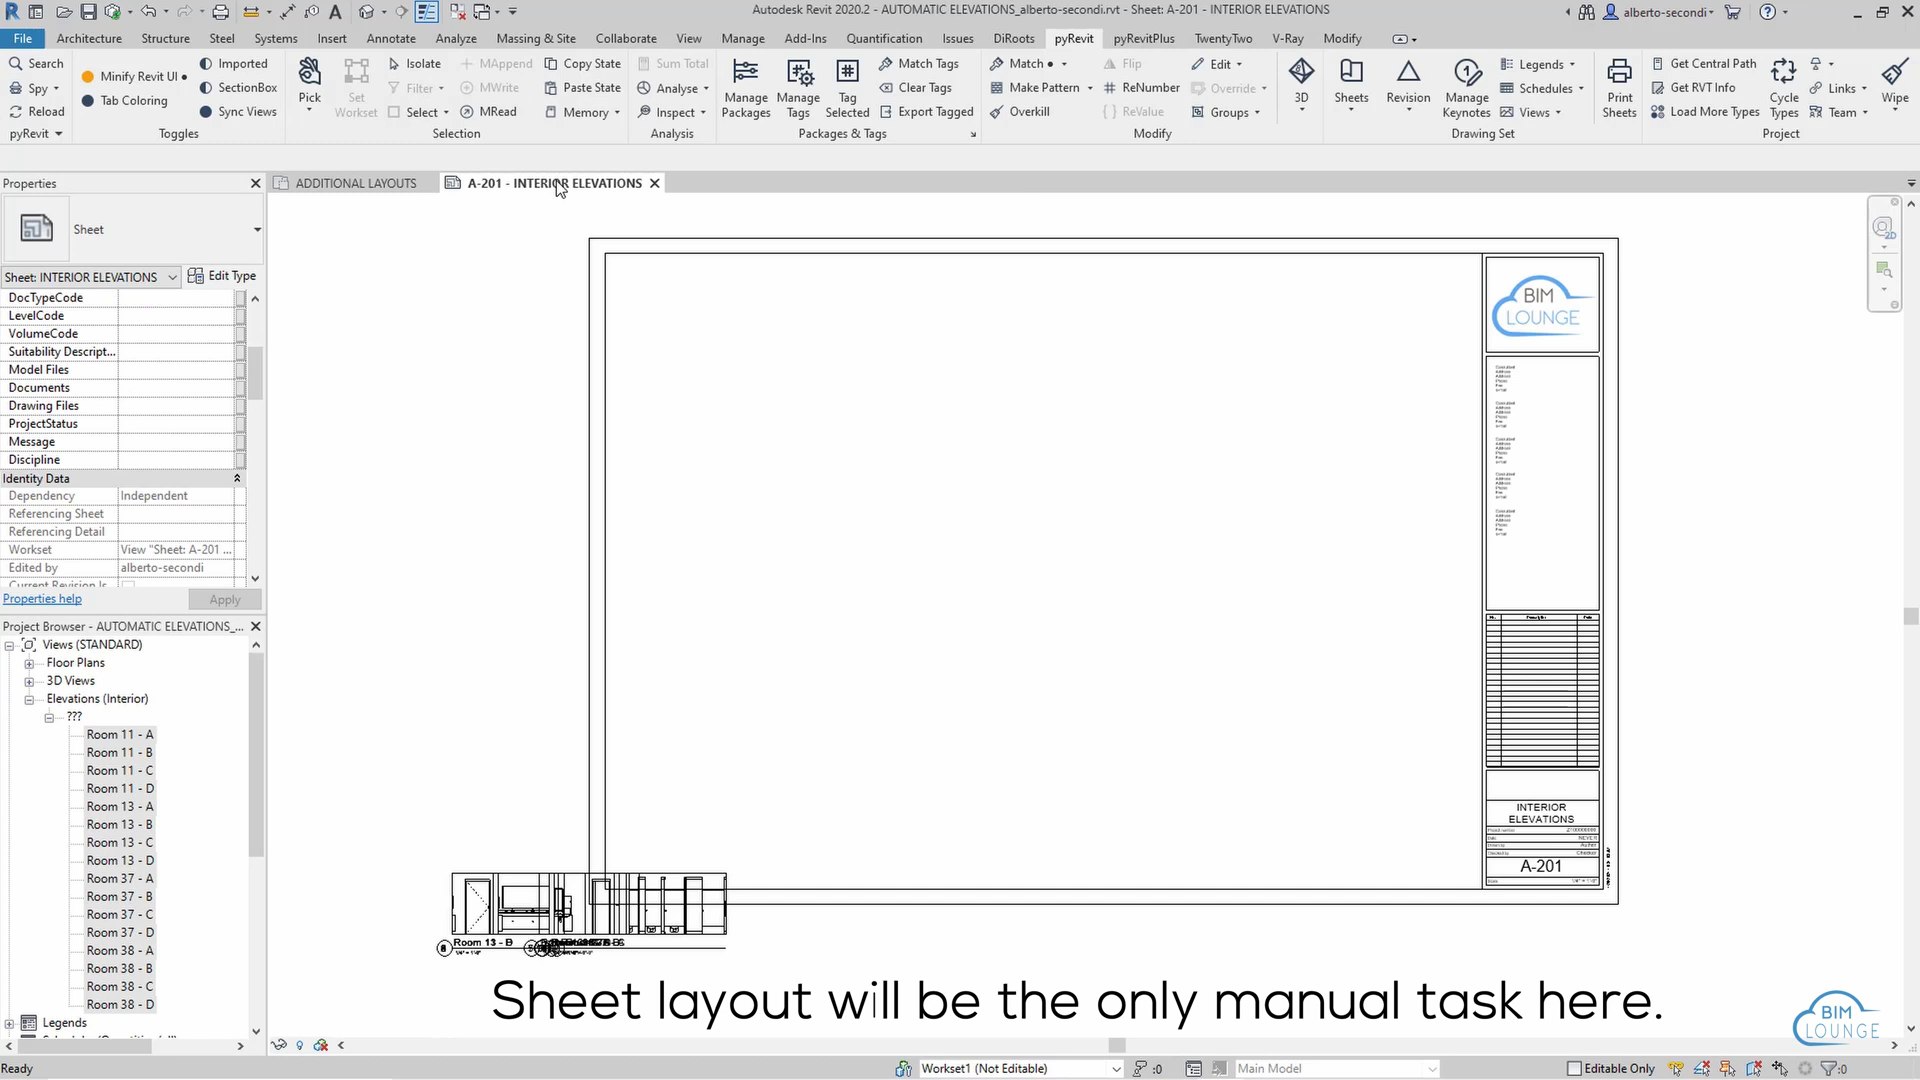 Autodesk Revit 2020.2 - AUTOMATIC ELEVATIONS_alberto-secondi.rvt - Sheet: A-201 - INTERIOR ELEVATIONS
alberto-secondi
File Architecture Structure Steel Systems Insert Annotate Analyze Massing & Site Collaborate View Manage Add-Ins Quantification Issues DiRoots pyRevit pyRevitPlus TwentyTwo V-Ray Modify
Search
Spy
Reload
pyRevit
Minify Revit UI
Tab Coloring
Imported
SectionBox
Sync Views
Toggles
Pick
Set Workset
Isolate
Filter
Select
MAppend
MWrite
MRead
Copy State
Paste State
Memory
Selection
Sum Total
Analyse
Inspect
Analysis
Manage Packages
Manage Tags
Tag Selected
Match Tags
Clear Tags
Export Tagged
Packages & Tags
Match
Make Pattern
Overkill
Flip
ReNumber
ReValue
Edit
Override
Groups
Modify
3D
Sheets
Revision
Manage Keynotes
Legends
Schedules
Views
Drawing Set
Print Sheets
Get Central Path
Get RVT Info
Load More Types
Cycle Types
Links
Team
Project
Wipe
Properties
ADDITIONAL LAYOUTS
A-201 - INTERIOR ELEVATIONS
Sheet
Sheet: INTERIOR ELEVATIONS
Edit Type
DocTypeCode
LevelCode
VolumeCode
Suitability Descript...
Model Files
Documents
Drawing Files
ProjectStatus
Message
Discipline
Identity Data
Dependency Independent
Referencing Sheet
Referencing Detail
Workset View "Sheet: A-201 ...
Edited by alberto-secondi
Current Revision Is
Properties help
Apply
Project Browser - AUTOMATIC ELEVATIONS_...
Views (STANDARD)
Floor Plans
3D Views
Elevations (Interior)
???
Room 11 - A
Room 11 - B
Room 11 - C
Room 11 - D
Room 13 - A
Room 13 - B
Room 13 - C
Room 13 - D
Room 37 - A
Room 37 - B
Room 37 - C
Room 37 - D
Room 38 - A
Room 38 - B
Room 38 - C
Room 38 - D
Legends
BIM
LOUNGE
INTERIOR
ELEVATIONS
A-201
Room 13 - D
Sheet layout will be the only manual task here.
BIM
LOUNGE
Ready
Workset1 (Not Editable)
:0
Main Model
Editable Only
:0